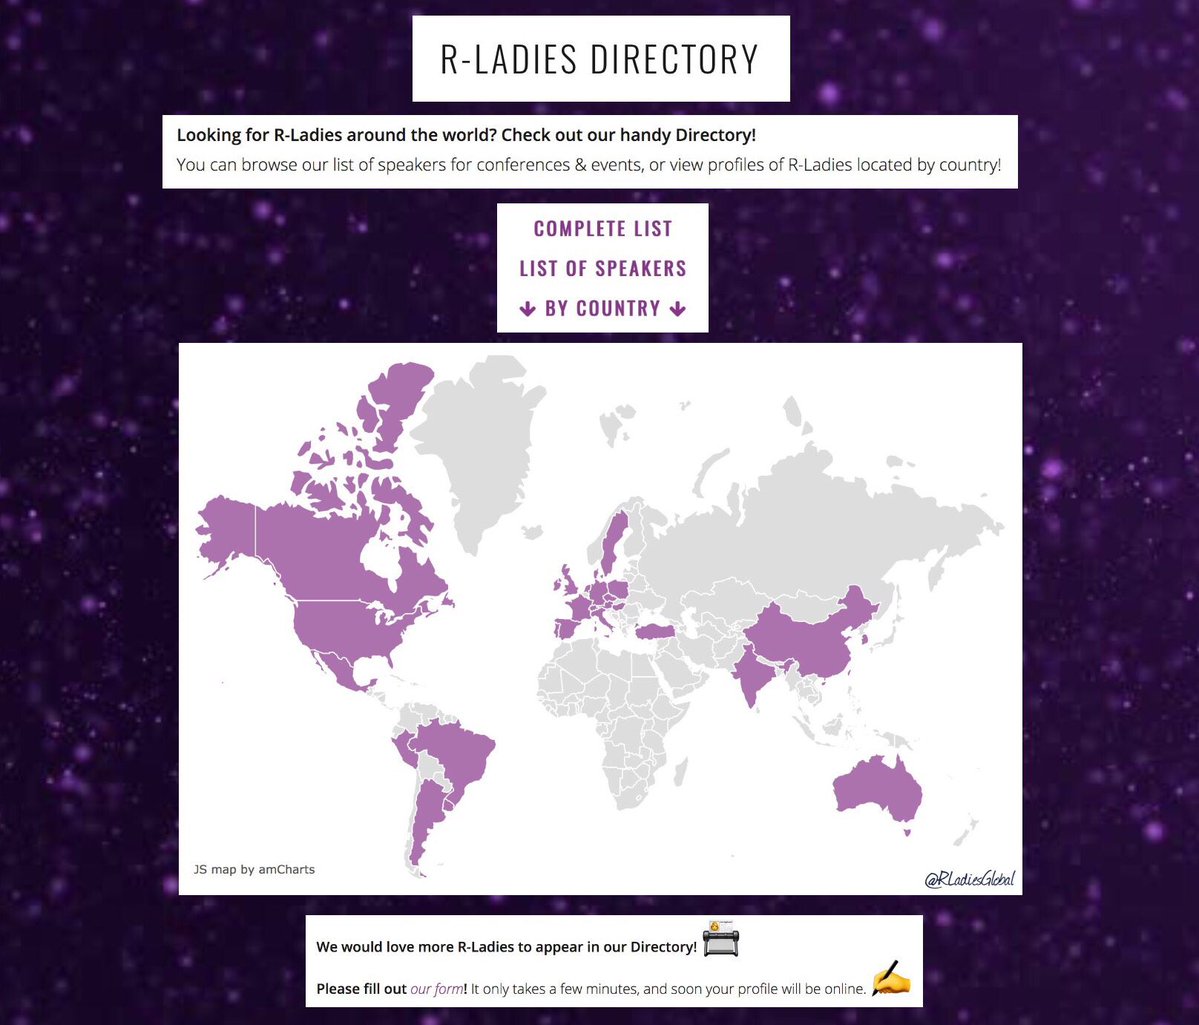 R-LADIES DIRECTORY
Looking for R-Ladies around the world? Check out our handy Directory!
You can browse our list of speakers for conferences & events, or view profiles of R-Ladies located by country!
COMPLETE LIST
LIST OF SPEAKERS
↓ BY COUNTRY ↓
JS map by amCharts
@RLadiesGlobal
We would love more R-Ladies to appear in our Directory!
Please fill out our form! It only takes a few minutes, and soon your profile will be online.